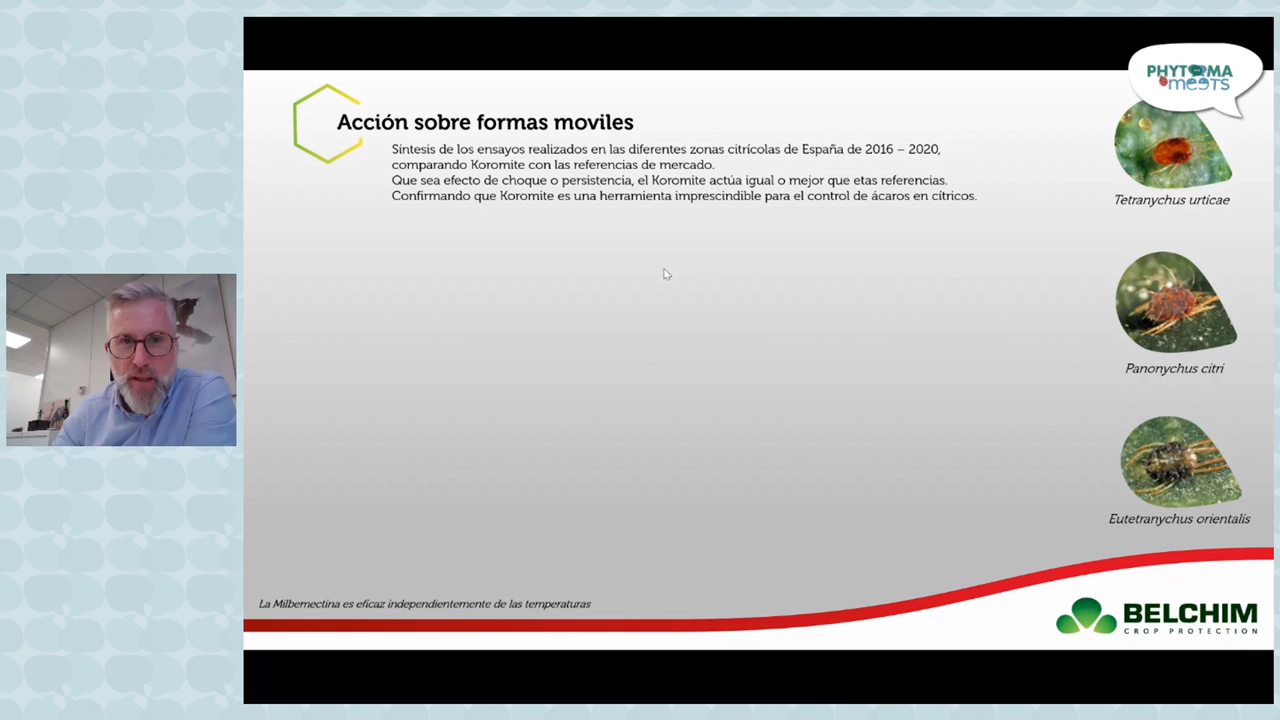 PHYTOMA
meets
Acción sobre formas moviles
Síntesis de los ensayos realizados en las diferentes zonas citrícolas de España de 2016 – 2020,
comparando Koromite con las referencias de mercado.
Que sea efecto de choque o persistencia, el Koromite actúa igual o mejor que etas referencias.
Confirmando que Koromite es una herramienta imprescindible para el control de ácaros en cítricos.
Tetranychus urticae
Panonychus citri
Eutetranychus orientalis
La Milbemectina es eficaz independientemente de las temperaturas
BELCHIM
CROP PROTECTION